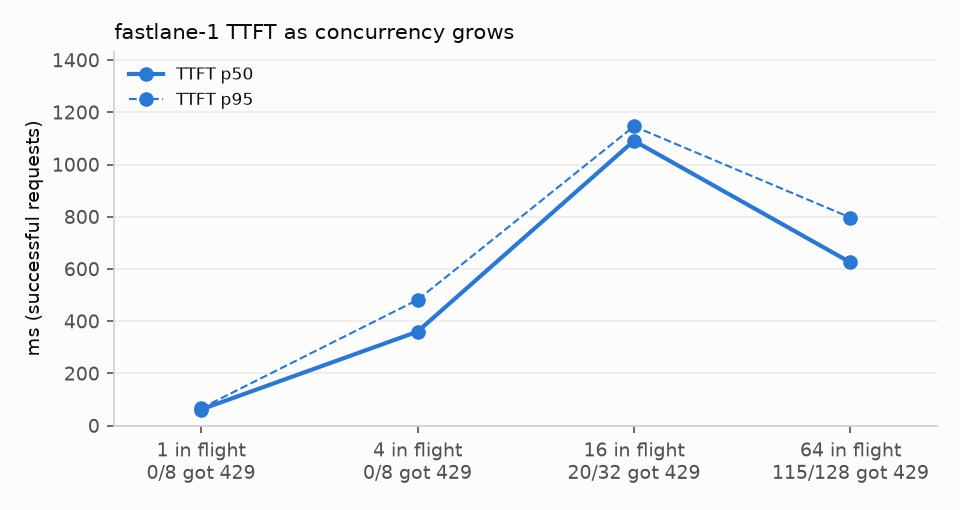 fastlane-1 TTFT as concurrency grows
TTFT p50
TTFT p95
ms (successful requests)
1400
1200
1000
800
600
400
200
0
1 in flight
0/8 got 429
4 in flight
0/8 got 429
16 in flight
20/32 got 429
64 in flight
115/128 got 429